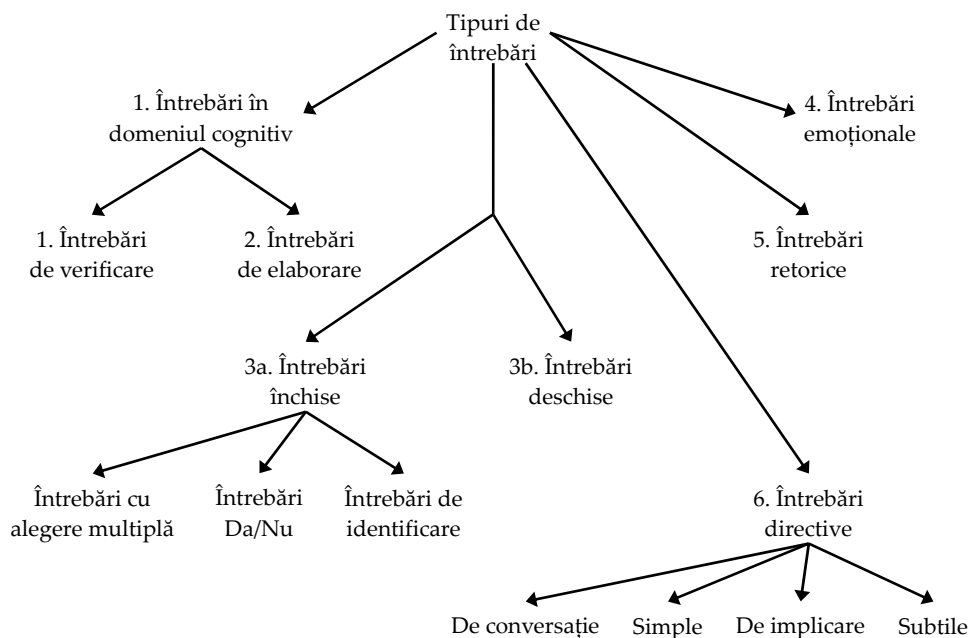 Tipuri de
întrebări
1. Întrebări în
domeniul cognitiv
4. Întrebări
emoționale
1. Întrebări
de verificare
2. Întrebări
de elaborare
5. Întrebări
retorice
3a. Întrebări
închise
3b. Întrebări
deschise
Întrebări cu
alegere multiplă
Întrebări
Da/Nu
Întrebări de
identificare
6. Întrebări
directive
De conversație
Simple
De implicare
Subtile